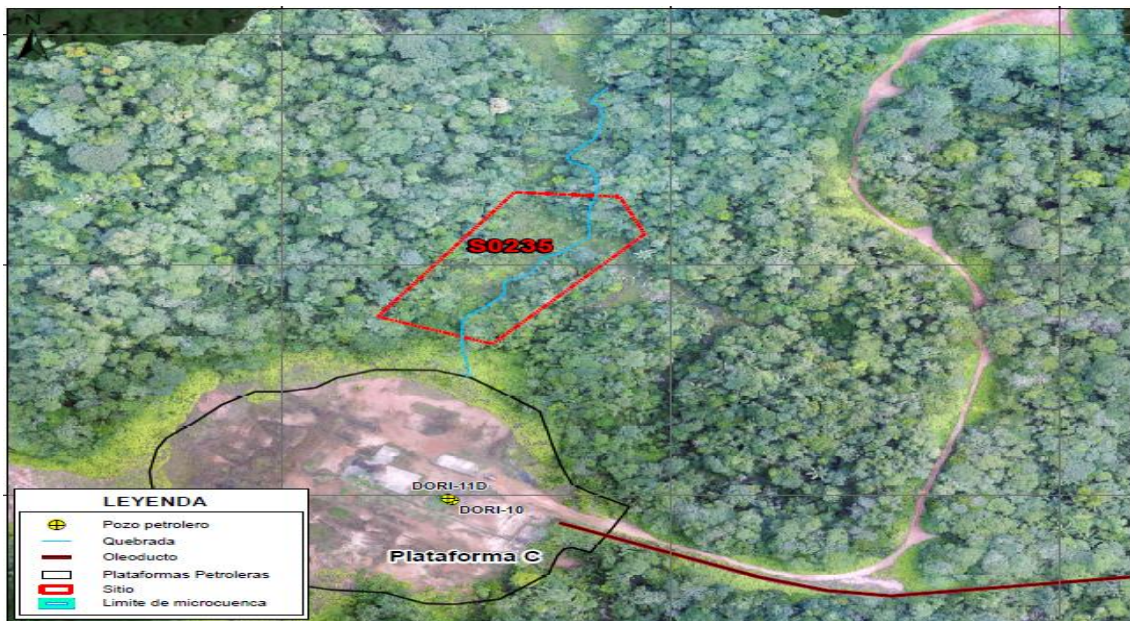 N
S0235
DORI-11D
DORI-10
Plataforma C
LEYENDA
Pozo petrolero
Quebrada
Oleoducto
Plataformas Petroleras
Sitio
Limite de microcuenca